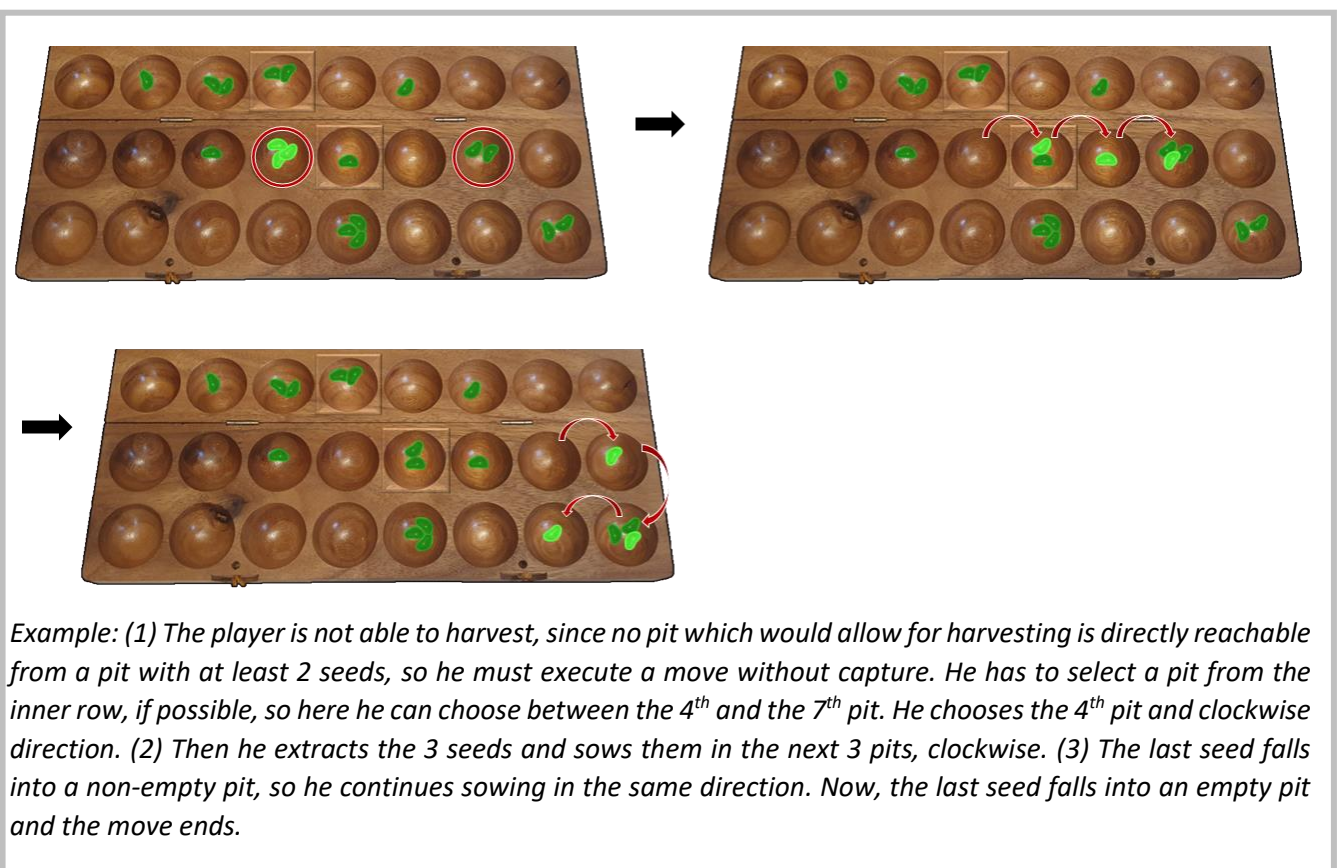 Example: (1) The player is not able to harvest, since no pit which would allow for harvesting is directly reachable
from a pit with at least 2 seeds, so he must execute a move without capture. He has to select a pit from the
inner row, if possible, so here he can choose between the 4th and the 7th pit. He chooses the 4th pit and clockwise
direction. (2) Then he extracts the 3 seeds and sows them in the next 3 pits, clockwise. (3) The last seed falls
into a non-empty pit, so he continues sowing in the same direction. Now, the last seed falls into an empty pit
and the move ends.